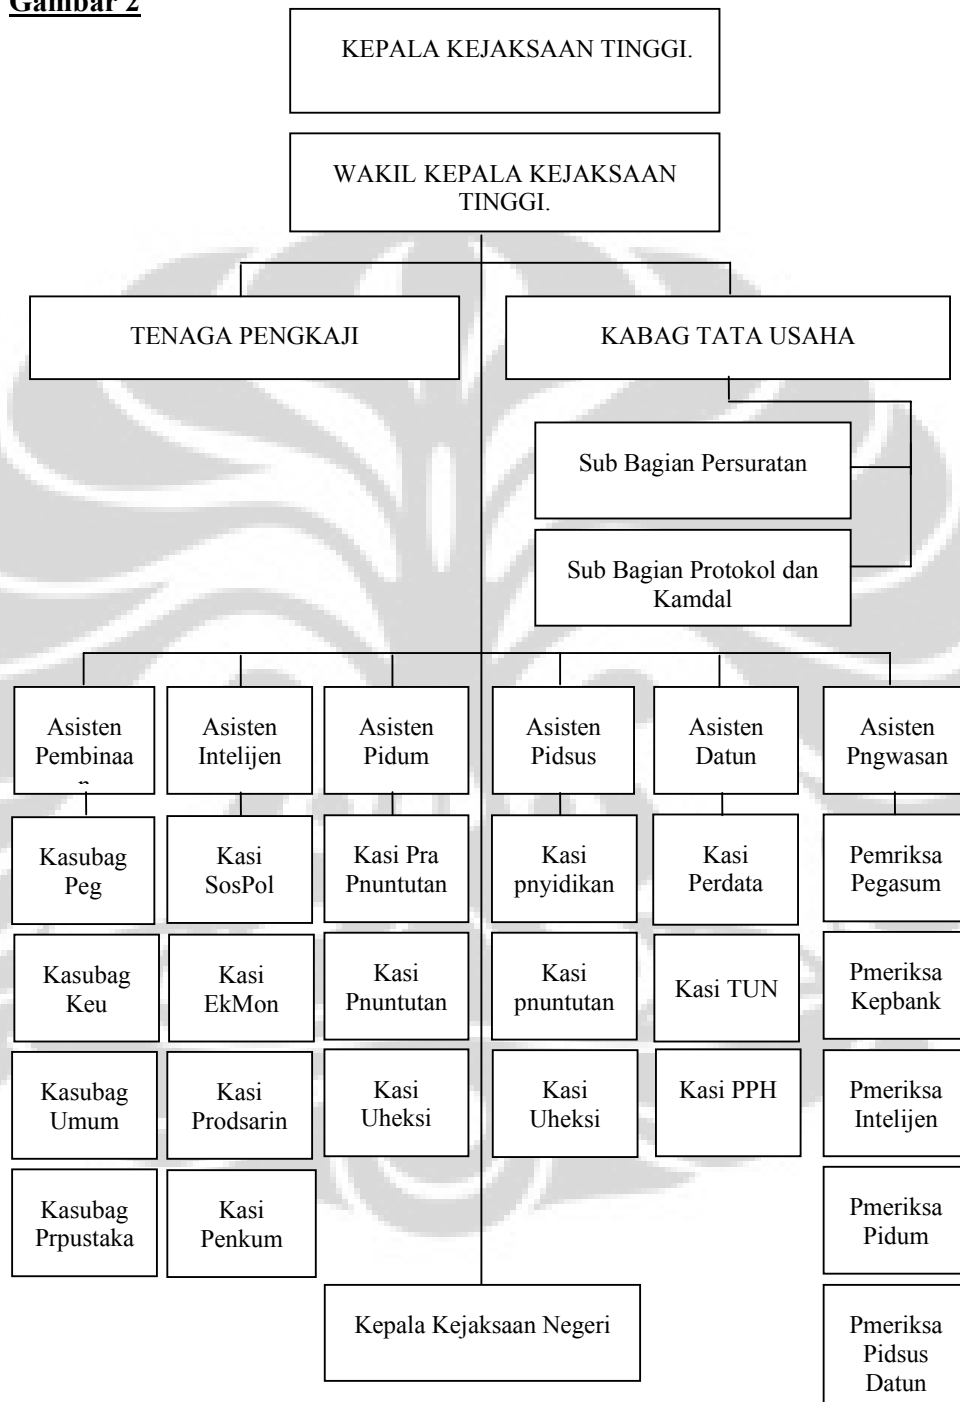 Gambar 2
KEPALA KEJAKSAAN TINGGI.
WAKIL KEPALA KEJAKSAAN
TINGGI.
TENAGA PENGKAJI
KABAG TATA USAHA
Sub Bagian Persuratan
Sub Bagian Protokol dan
Kamdal
Asisten
Pembinaa
n
Asisten
Intelijen
Asisten
Pidum
Asisten
Pidsus
Asisten
Datun
Asisten
Pngwasan
Kasubag
Peg
Kasi
SosPol
Kasi Pra
Pnuntutan
Kasi
pnyidikan
Kasi
Perdata
Pemriksa
Pegasum
Kasubag
Keu
Kasi
EkMon
Kasi
Pnuntutan
Kasi
pnuntutan
Kasi TUN
Pmeriksa
Kepbank
Kasubag
Umum
Kasi
Prodsarin
Kasi
Uheksi
Kasi
Uheksi
Kasi PPH
Pmeriksa
Intelijen
Kasubag
Prpustaka
Kasi
Penkum
Pmeriksa
Pidum
Kepala Kejaksaan Negeri
Pmeriksa
Pidsus
Datun